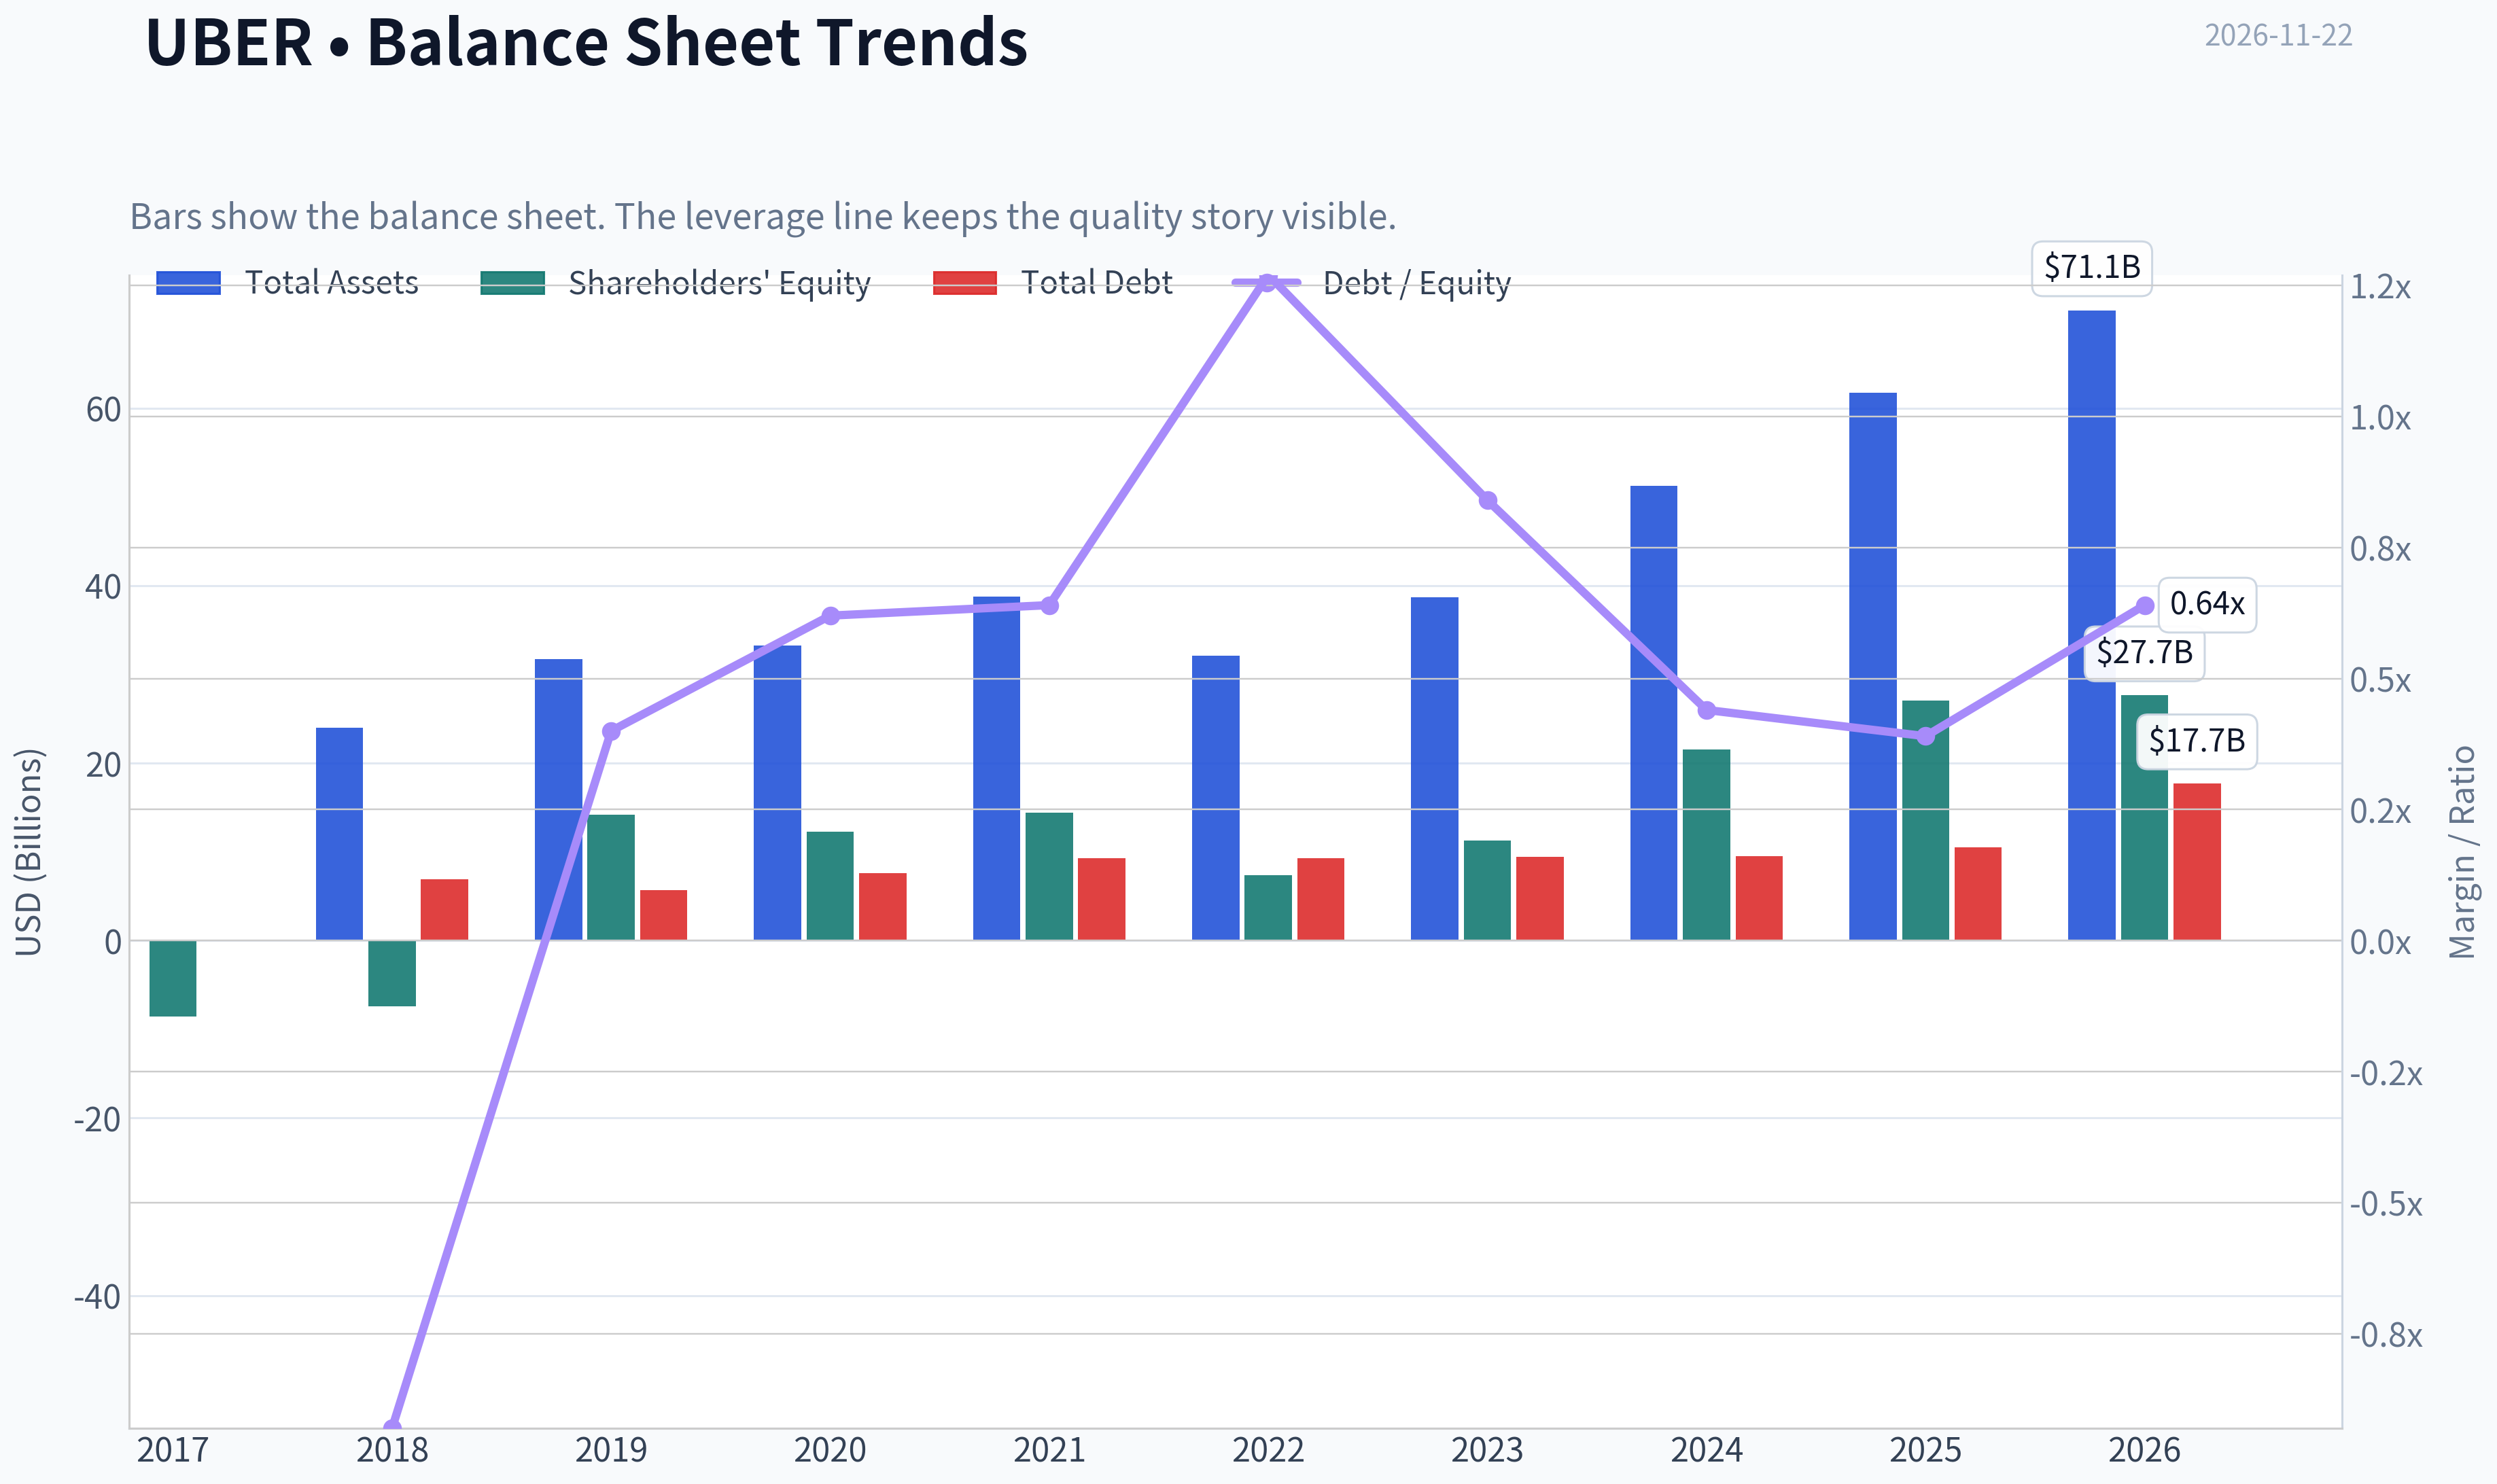 UBER • Balance Sheet Trends
2026-11-22
Bars show the balance sheet. The leverage line keeps the quality story visible.
Total Assets
Shareholders' Equity
Total Debt
Debt / Equity
$71.1B
0.64x
$27.7B
$17.7B
60
40
20
0
-20
-40
USD (Billions)
1.2x
1.0x
0.8x
0.5x
0.2x
0.0x
-0.2x
-0.5x
-0.8x
Margin / Ratio
2017
2018
2019
2020
2021
2022
2023
2024
2025
2026